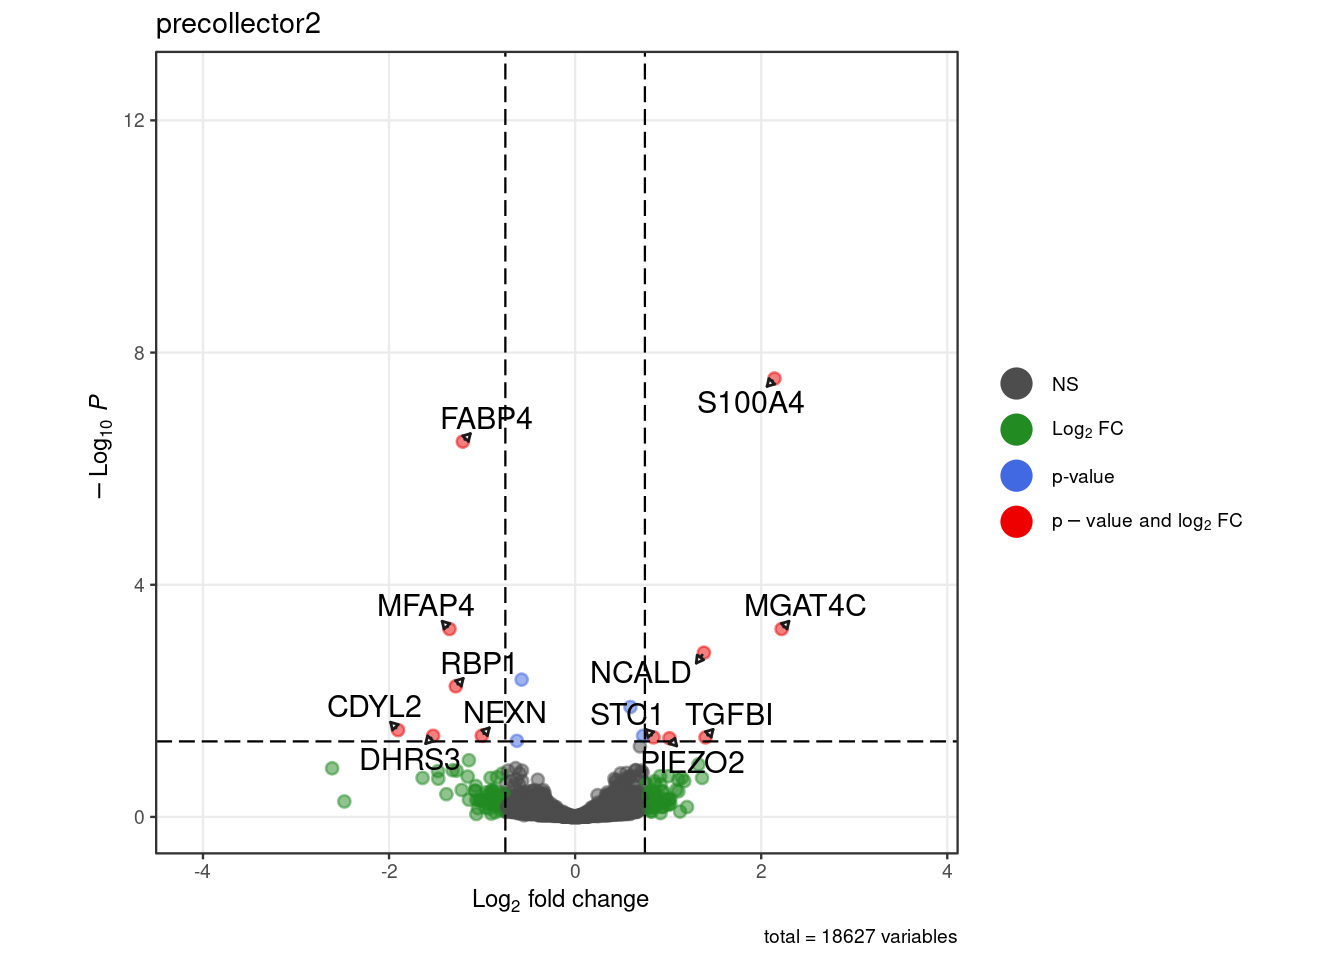 precollector2
12
8
4
0
− Log₁₀ P
S100A4
FABP4
MFAP4
MGAT4C
RBP1
NCALD
CDYL2
NEXN
STC1
TGFBI
DHRS3
PIEZO2
-4
-2
0
2
4
Log₂ fold change
NS
Log₂ FC
p-value
p − value and log₂ FC
total = 18627 variables